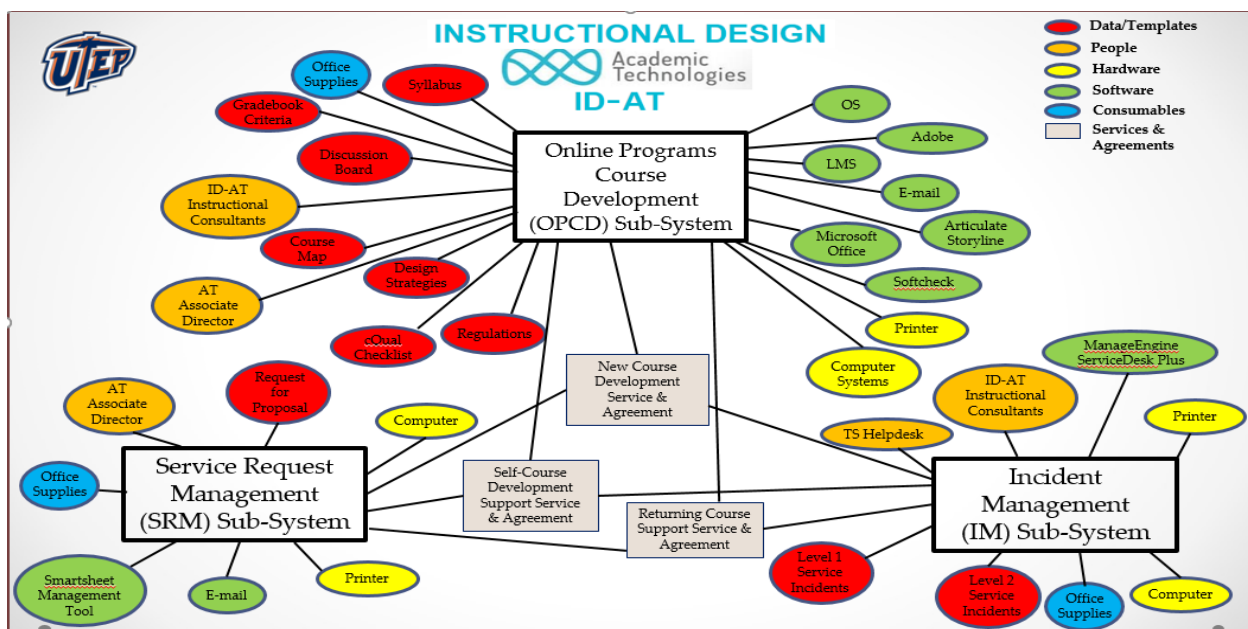 UTEP
INSTRUCTIONAL DESIGN
Academic
Technologies
ID-AT
Data/Templates
People
Hardware
Software
Consumables
Services &
Agreements
Office
Supplies
Syllabus
Gradebook
Criteria
Discussion
Board
ID-AT
Instructional
Consultants
Course
Map
AT
Associate
Director
Design
Strategies
cQual
Checklist
Regulations
Online Programs
Course
Development
(OPCD) Sub-System
OS
Adobe
LMS
E-mail
Articulate
Storyline
Microsoft
Office
Softcheck
Printer
Computer
Systems
New Course
Development
Service &
Agreement
Self-Course
Development
Support Service
& Agreement
Returning Course
Support Service &
Agreement
AT
Associate
Director
Request
for
Proposal
Computer
Office
Supplies
Service Request
Management
(SRM) Sub-System
Smartsheet
Management
Tool
E-mail
Printer
ManageEngine
ServiceDesk Plus
ID-AT
Instructional
Consultants
Printer
TS Helpdesk
Incident
Management
(IM) Sub-System
Level 1
Service
Incidents
Level 2
Service
Incidents
Office
Supplies
Computer